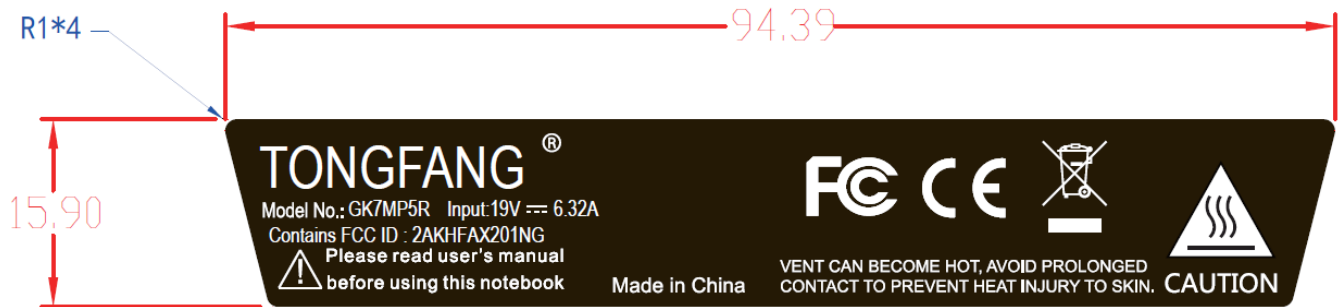 R1*4
94.39
15.90
TONGFANG ®
Model No.: GK7MP5R Input:19V ⎓ 6.32A
Contains FCC ID : 2AKHFAX201NG
Please read user's manual
before using this notebook
Made in China
FC CE
VENT CAN BECOME HOT, AVOID PROLONGED
CONTACT TO PREVENT HEAT INJURY TO SKIN.
CAUTION